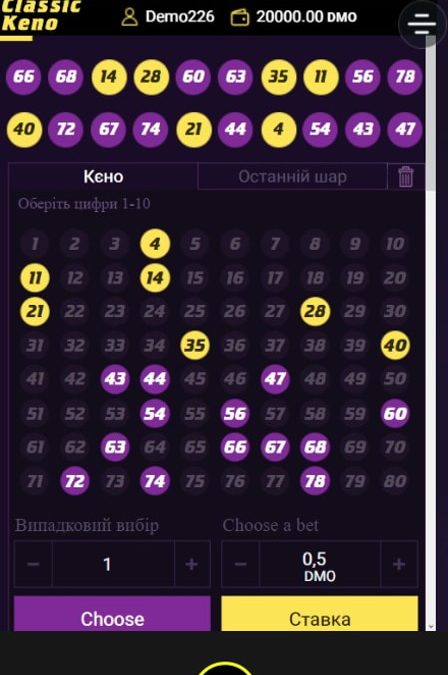 Classic
Keno
Demo226
20000.00 DMO
66 68 14 28 60 63 35 11 56 78
40 72 67 74 21 44 4 54 43 47
Кєно
Останній шар
Оберіть цифри 1-10
1 2 3 4 5 6 7 8 9 10
11 12 13 14 15 16 17 18 19 20
21 22 23 24 25 26 27 28 29 30
31 32 33 34 35 36 37 38 39 40
41 42 43 44 45 46 47 48 49 50
51 52 53 54 55 56 57 58 59 60
61 62 63 64 65 66 67 68 69 70
71 72 73 74 75 76 77 78 79 80
Випадковий вибір
Choose a bet
− 1 +
− 0,5 +
DMO
Choose
Ставка